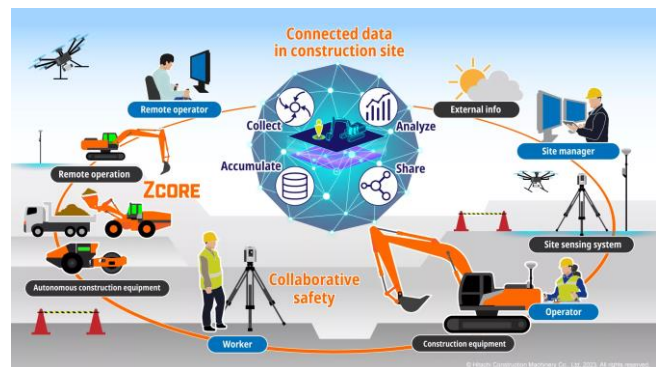 Connected data
in construction site
Remote operator
External info
Collect
Analyze
Site manager
Accumulate
Share
Remote operation
ZCORE
Site sensing system
Autonomous construction equipment
Collaborative
safety
Operator
Worker
Construction equipment
© Hitachi Construction Machinery Co., Ltd. 2023. All rights reserved.